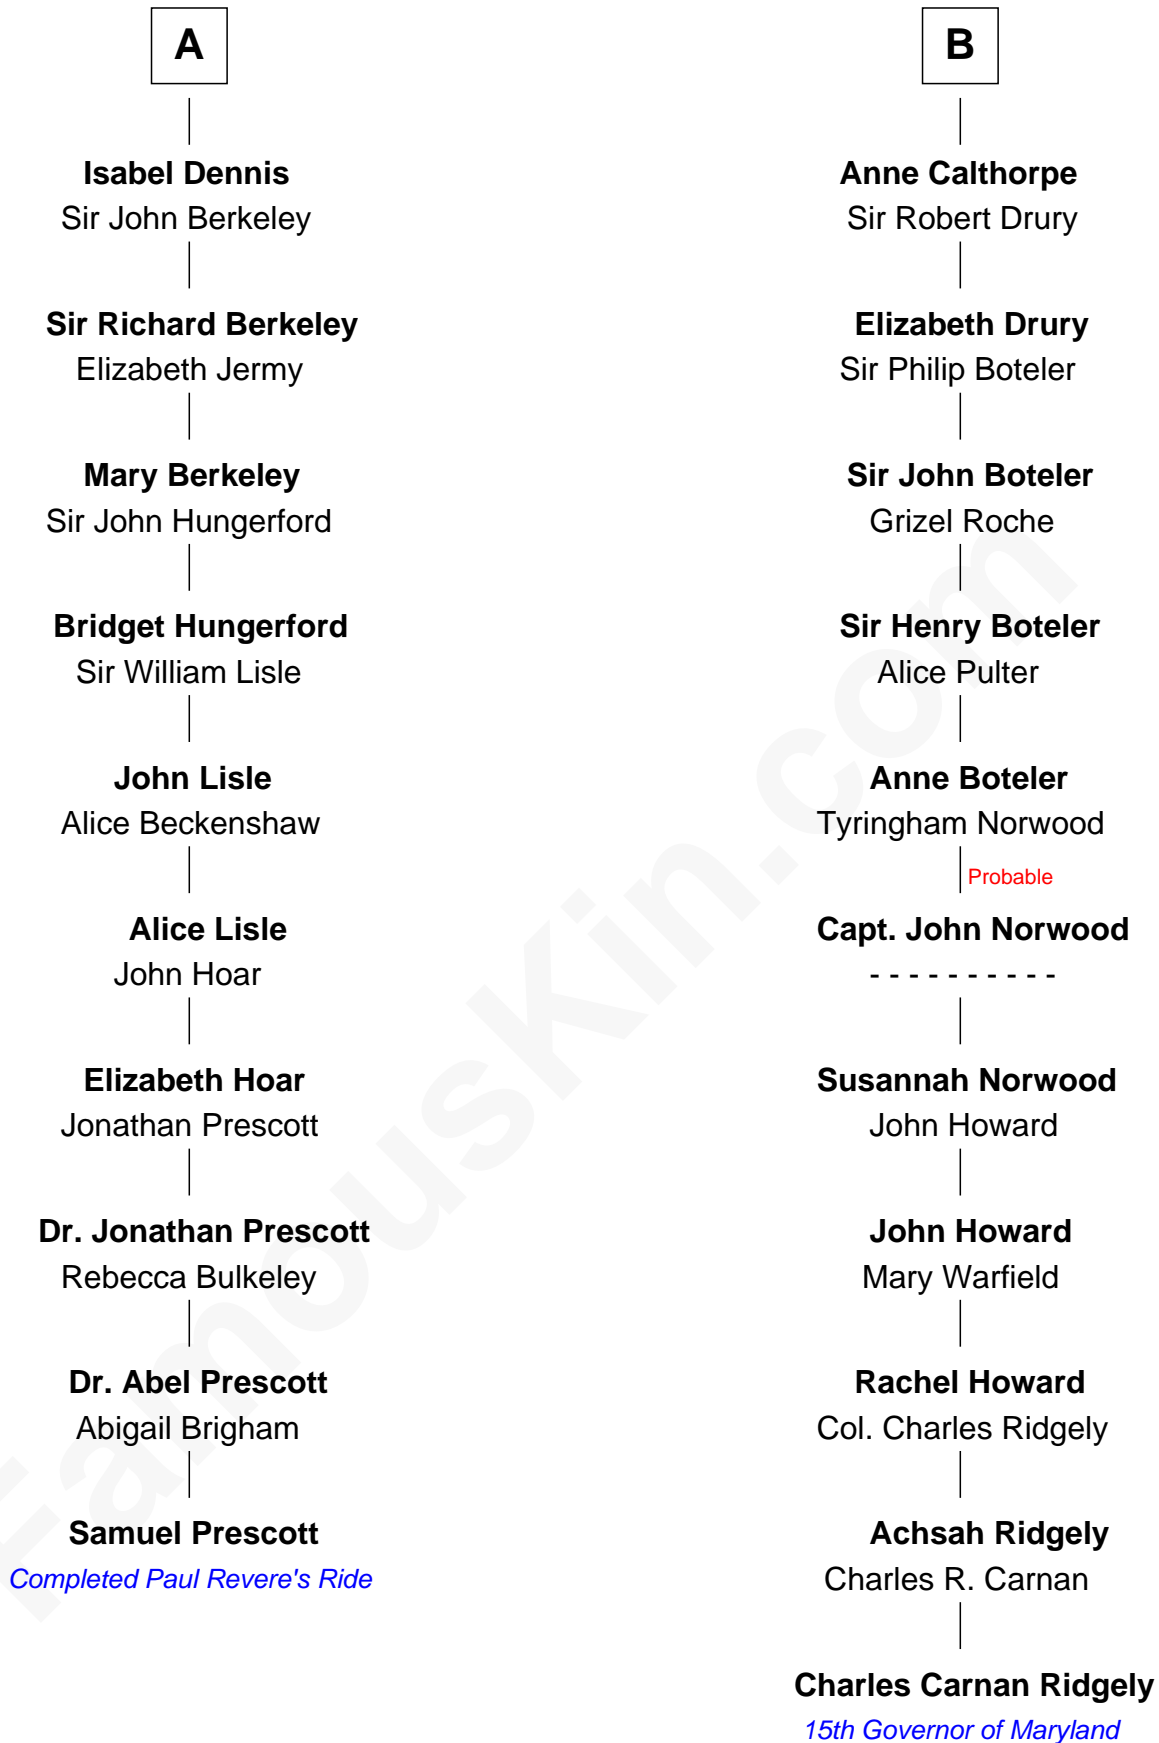 A
Isabel Dennis
Sir John Berkeley
Sir Richard Berkeley
Elizabeth Jermy
Mary Berkeley
Sir John Hungerford
Bridget Hungerford
Sir William Lisle
John Lisle
Alice Beckenshaw
Alice Lisle
John Hoar
Elizabeth Hoar
Jonathan Prescott
Dr. Jonathan Prescott
Rebecca Bulkeley
Dr. Abel Prescott
Abigail Brigham
Samuel Prescott
Completed Paul Revere's Ride
B
Anne Calthorpe
Sir Robert Drury
Elizabeth Drury
Sir Philip Boteler
Sir John Boteler
Grizel Roche
Sir Henry Boteler
Alice Pulter
Anne Boteler
Tyringham Norwood
Probable
Capt. John Norwood
- - - - - - - - - -
Susannah Norwood
John Howard
John Howard
Mary Warfield
Rachel Howard
Col. Charles Ridgely
Achsah Ridgely
Charles R. Carnan
Charles Carnan Ridgely
15th Governor of Maryland
FamousKin.com